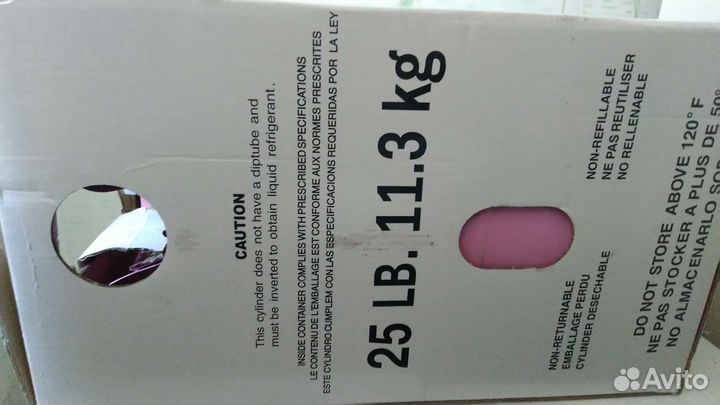 CAUTION
This cylinder does not have a diptube and
must be inverted to obtain liquid refrigerant.
INSIDE CONTAINER COMPLIES WITH PRESCRIBED SPECIFICATIONS
LE CONTENU DE L'EMBALLAGE EST CONFORME AUX NORMES PRESCRITES
ESTE CYLINDRO CUMPLEM CON LAS ESPECIFICACIONES REQUERIDAS POR LA LEY
25 LB. 11.3 kg
NON-RETURNABLE
EMBALLAGE PERDU
CYLINDER DESECHABLE
NON-REFILLABLE
NE PAS REUTILISER
NO RELLENABLE
DO NOT STORE ABOVE 120° F
NE PAS STOCKER A PLUS DE 50°
NO ALMACENARLO
Avito